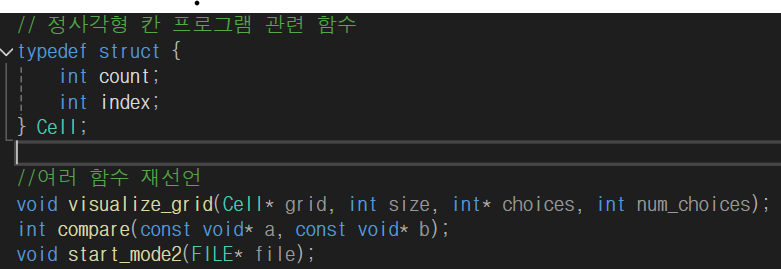 // 정사각형 칸 프로그램 관련 함수
typedef struct {
    int count;
    int index;
} Cell;
//여러 함수 재선언
void visualize_grid(Cell* grid, int size, int* choices, int num_choices);
int compare(const void* a, const void* b);
void start_mode2(FILE* file);